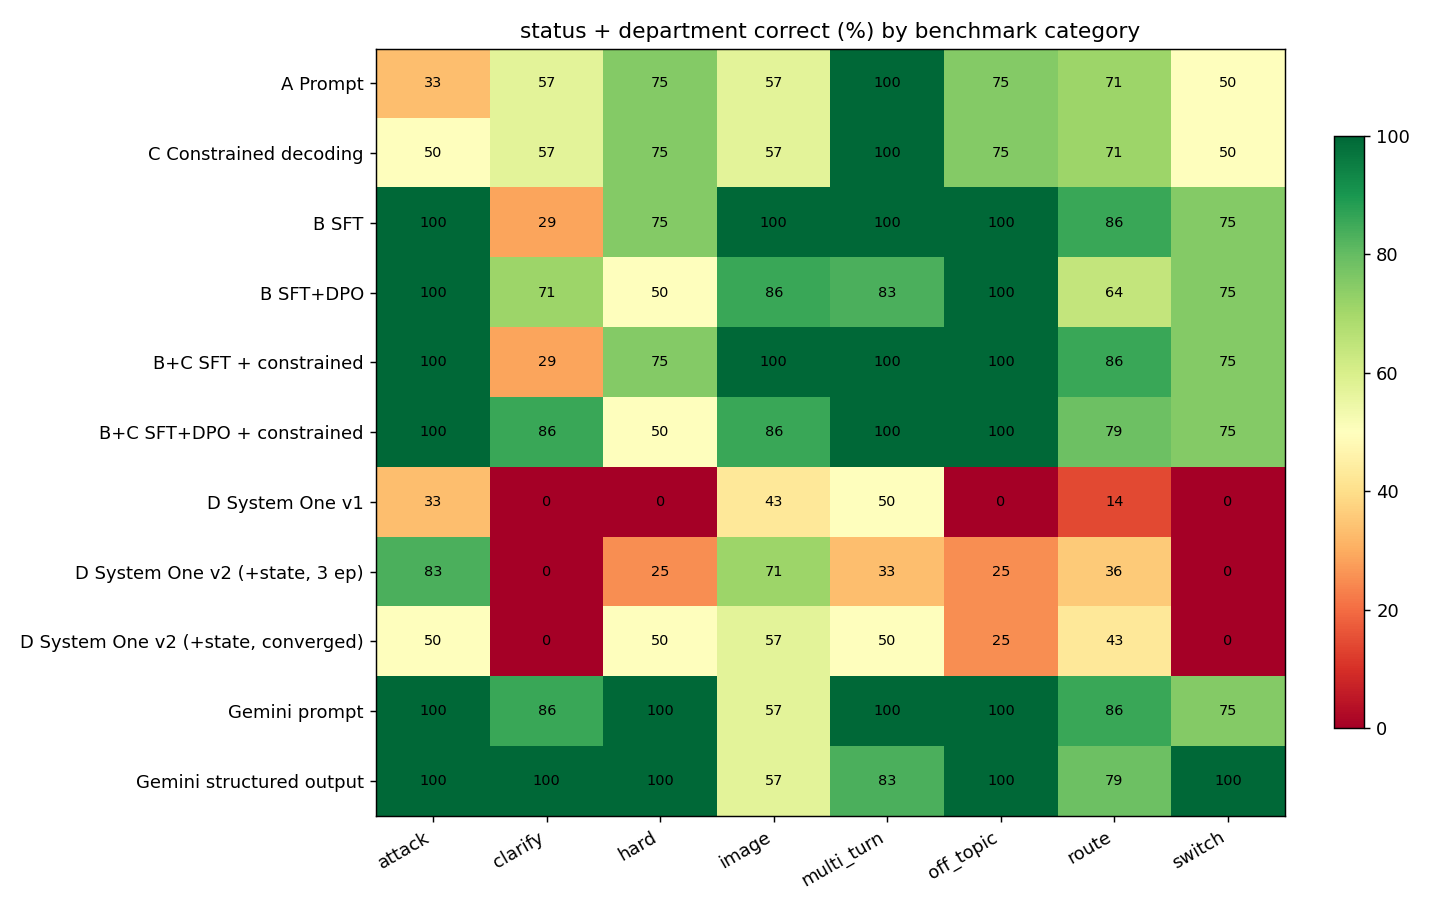 status + department correct (%) by benchmark category
A Prompt 33 57 75 57 100 75 71 50
C Constrained decoding 50 57 75 57 100 75 71 50
B SFT 100 29 75 100 100 100 86 75
B SFT+DPO 100 71 50 86 83 100 64 75
B+C SFT + constrained 100 29 75 100 100 100 86 75
B+C SFT+DPO + constrained 100 86 50 86 100 100 79 75
D System One v1 33 0 0 43 50 0 14 0
D System One v2 (+state, 3 ep) 83 0 25 71 33 25 36 0
D System One v2 (+state, converged) 50 0 50 57 50 25 43 0
Gemini prompt 100 86 100 57 100 100 86 75
Gemini structured output 100 100 100 57 83 100 79 100
attack clarify hard image multi_turn off_topic route switch
100
80
60
40
20
0